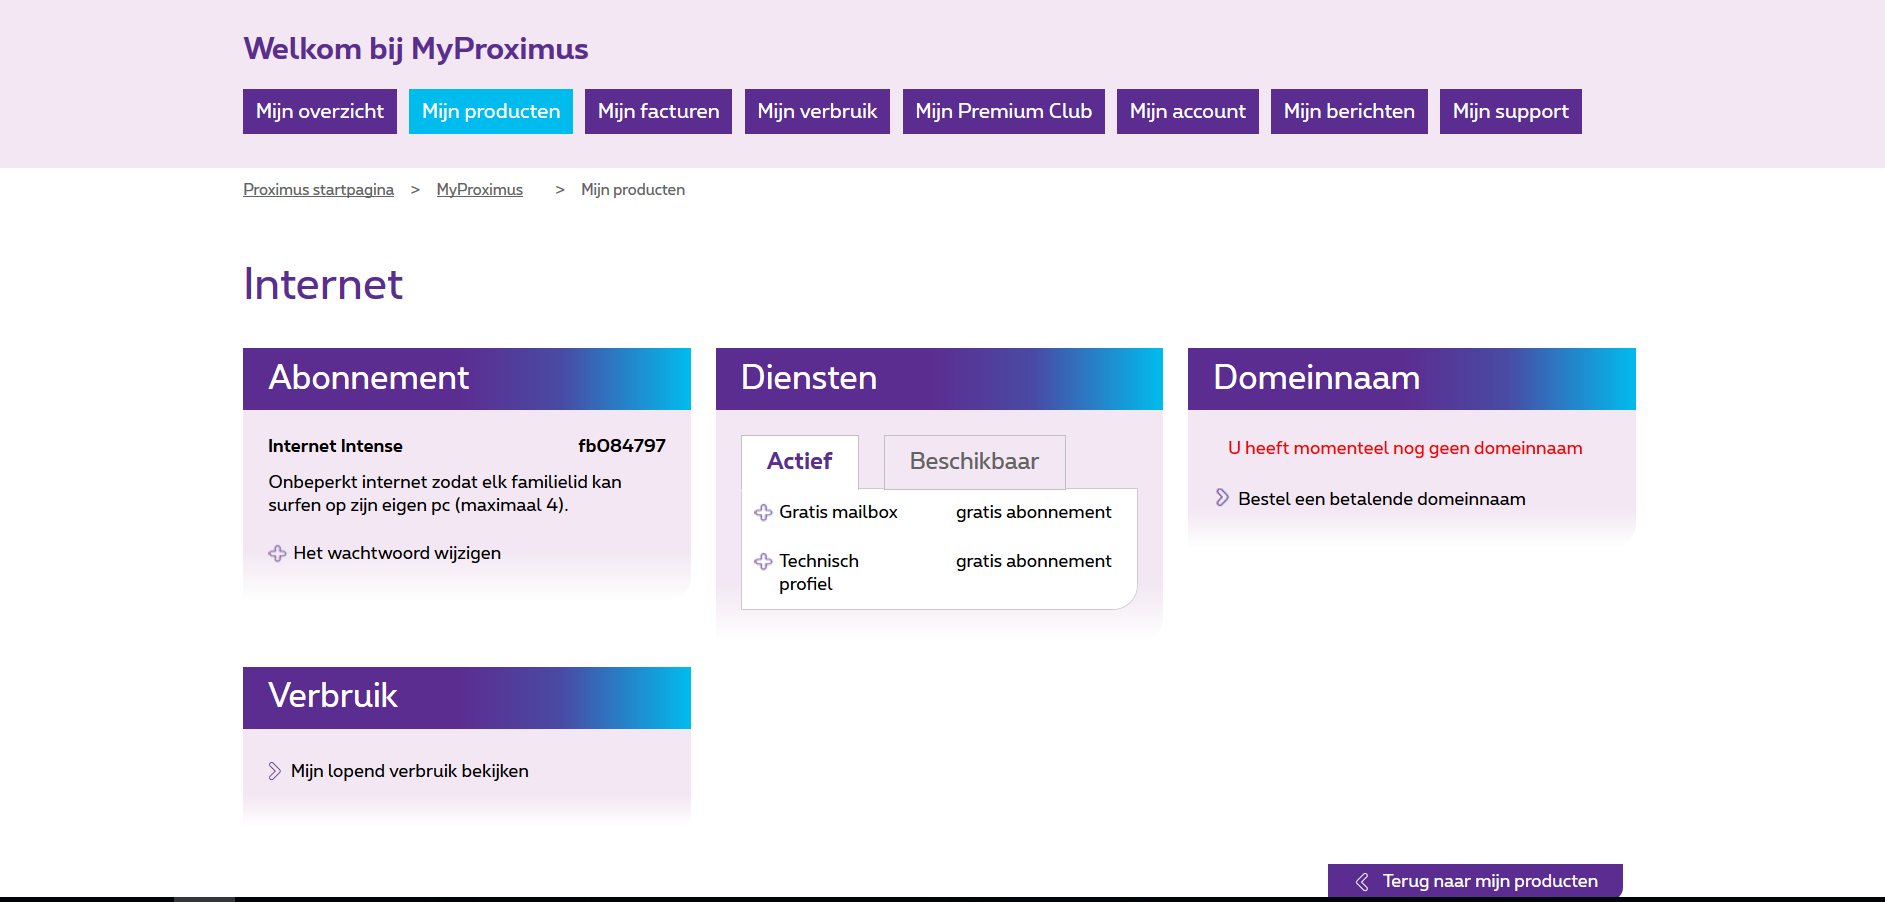 Welkom bij MyProximus
Mijn overzicht Mijn producten Mijn facturen Mijn verbruik Mijn Premium Club Mijn account Mijn berichten Mijn support
Proximus startpagina > MyProximus > Mijn producten
Internet
Abonnement
Internet Intense fb084797
Onbeperkt internet zodat elk familielid kan
surfen op zijn eigen pc (maximaal 4).
Het wachtwoord wijzigen
Diensten
Actief Beschikbaar
Gratis mailbox gratis abonnement
Technisch gratis abonnement
profiel
Domeinnaam
U heeft momenteel nog geen domeinnaam
Bestel een betalende domeinnaam
Verbruik
Mijn lopend verbruik bekijken
Terug naar mijn producten